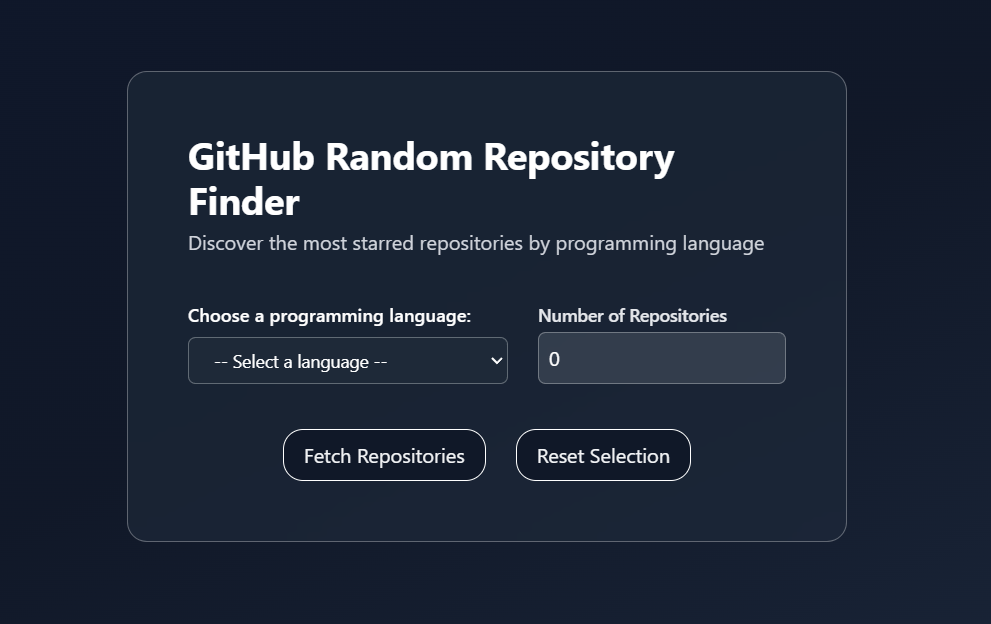 GitHub Random Repository
Finder
Discover the most starred repositories by programming language
Choose a programming language:
Number of Repositories
-- Select a language --
0
Fetch Repositories
Reset Selection